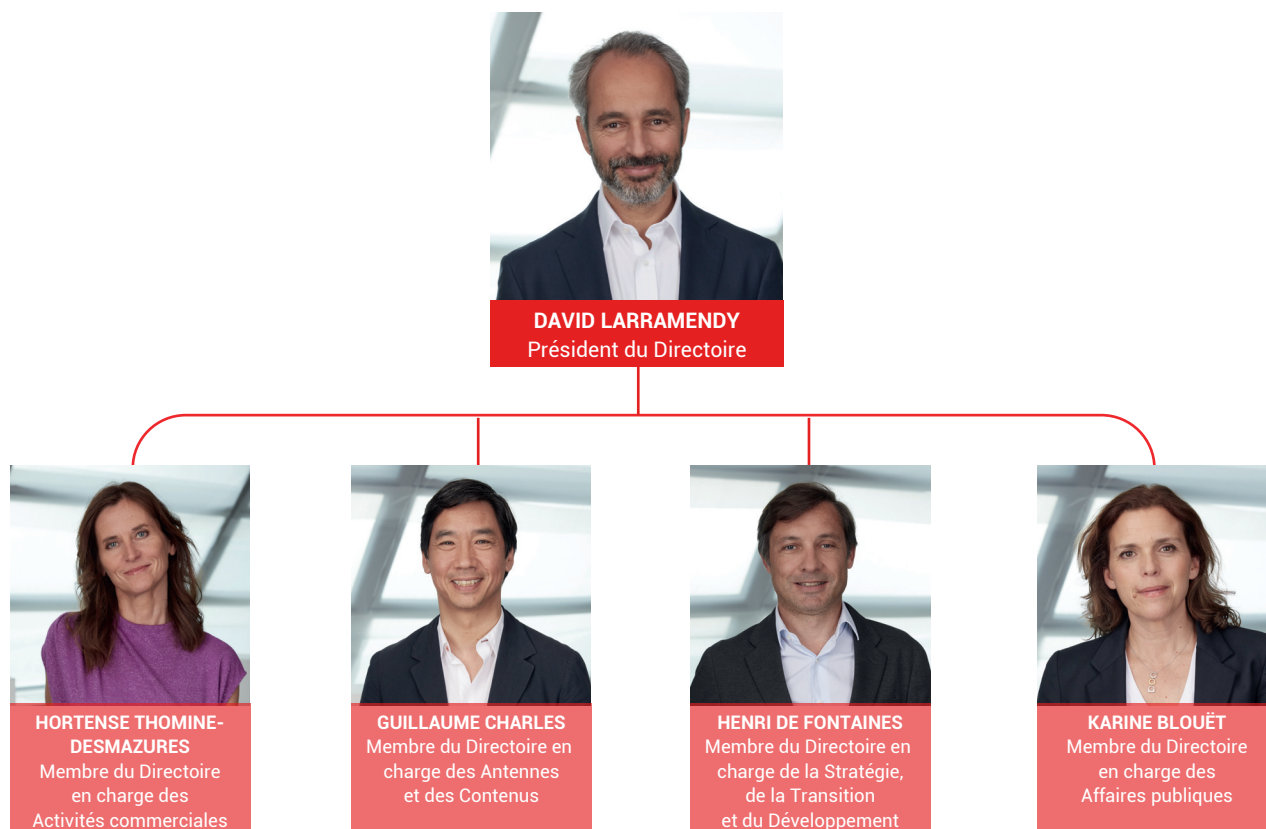 DAVID LARRAMENDY
Président du Directoire
HORTENSE THOMINE-
DESMAZURES
Membre du Directoire
en charge des
Activités commerciales
GUILLAUME CHARLES
Membre du Directoire en
charge des Antennes
et des Contenus
HENRI DE FONTAINES
Membre du Directoire en
charge de la Stratégie,
de la Transition
et du Développement
KARINE BLOUËT
Membre du Directoire
en charge des
Affaires publiques